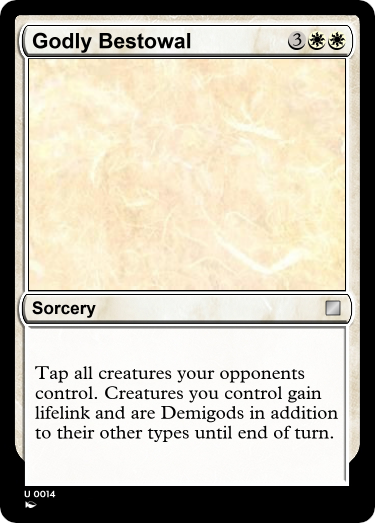 Godly Bestowal 3
Sorcery
Tap all creatures your opponents
control. Creatures you control gain
lifelink and are Demigods in addition
to their other types until end of turn.
U 0014